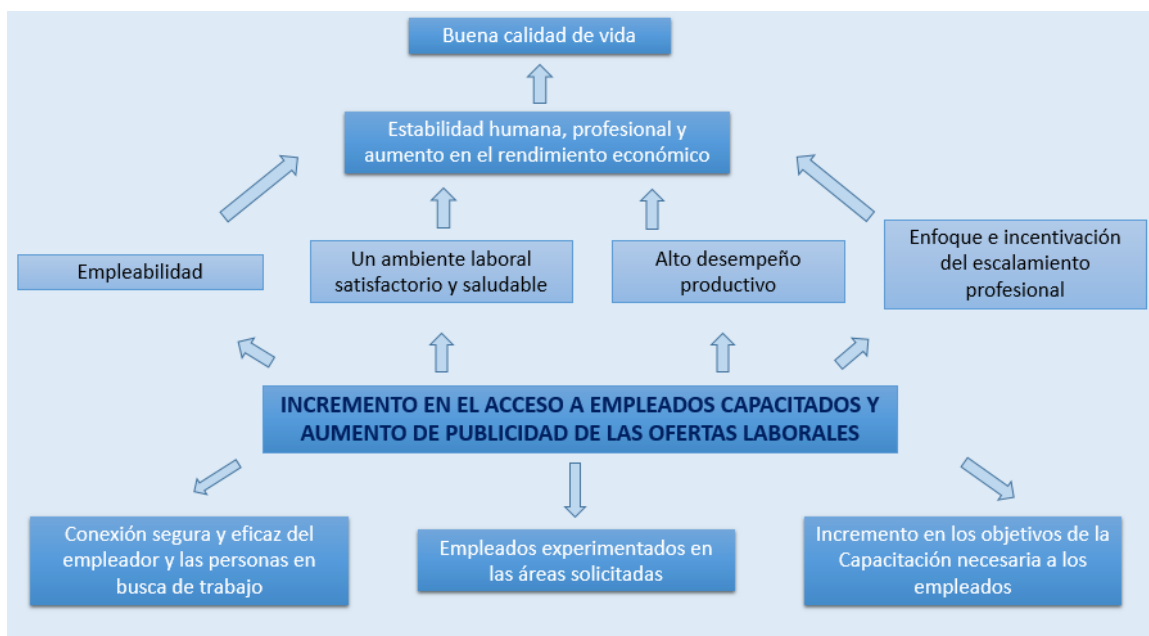 Buena calidad de vida
Estabilidad humana, profesional y
aumento en el rendimiento económico
Empleabilidad
Un ambiente laboral
satisfactorio y saludable
Alto desempeño
productivo
Enfoque e incentivación
del escalamiento
profesional
INCREMENTO EN EL ACCESO A EMPLEADOS CAPACITADOS Y
AUMENTO DE PUBLICIDAD DE LAS OFERTAS LABORALES
Conexión segura y eficaz del
empleador y las personas en
busca de trabajo
Empleados experimentados en
las áreas solicitadas
Incremento en los objetivos de la
Capacitación necesaria a los
empleados